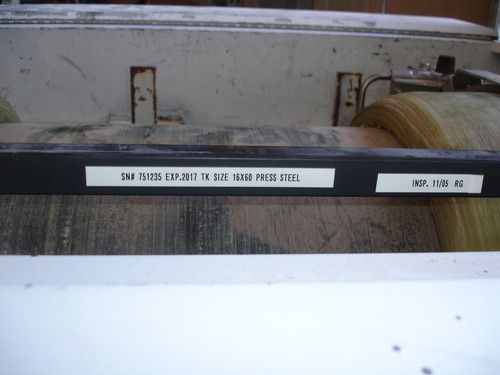 SN# 751235 EXP.2017 TK SIZE 16X60 PRESS STEEL
INSP. 11/05 RG